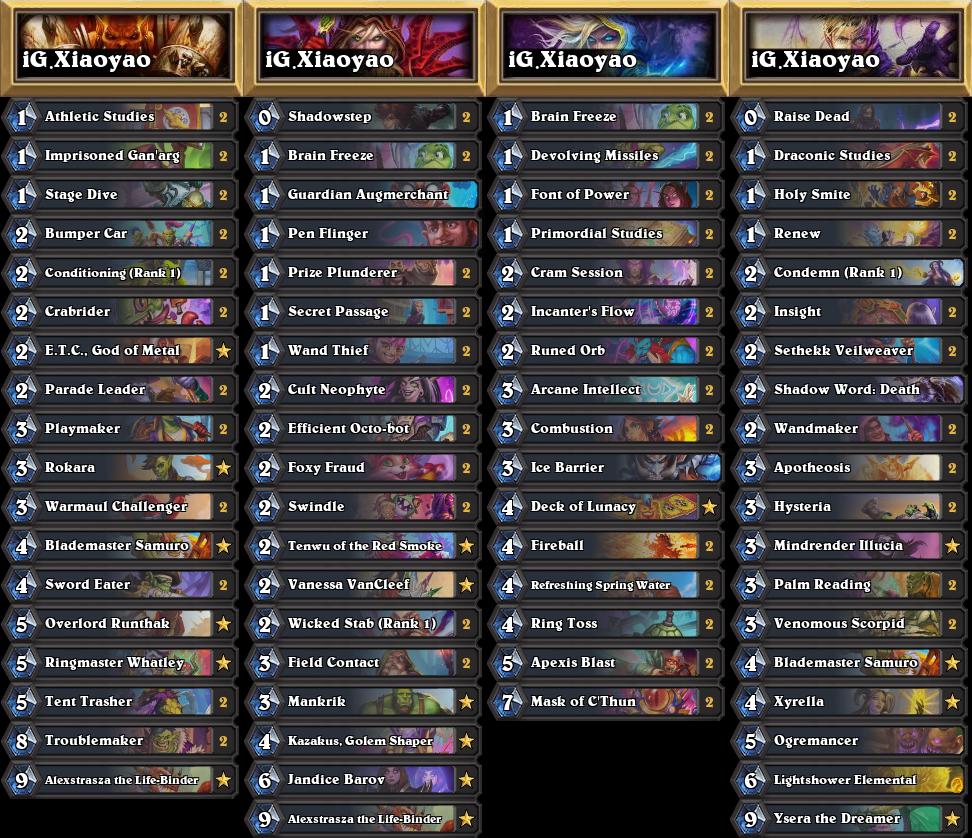 iG.Xiaoyao
1 Athletic Studies 2
1 Imprisoned Gan'arg 2
1 Stage Dive 2
2 Bumper Car 2
2 Conditioning (Rank 1) 2
2 Crabrider 2
2 E.T.C., God of Metal
2 Parade Leader 2
3 Playmaker 2
3 Rokara
3 Warmaul Challenger 2
4 Blademaster Samuro
4 Sword Eater 2
5 Overlord Runthak
5 Ringmaster Whatley
5 Tent Trasher 2
8 Troublemaker 2
9 Alexstrasza the Life-Binder
iG.Xiaoyao
0 Shadowstep 2
1 Brain Freeze 2
1 Guardian Augmerchant
1 Pen Flinger
1 Prize Plunderer 2
1 Secret Passage 2
1 Wand Thief 2
2 Cult Neophyte 2
2 Efficient Octo-bot 2
2 Foxy Fraud 2
2 Swindle 2
2 Tenwu of the Red Smoke
2 Vanessa VanCleef
2 Wicked Stab (Rank 1) 2
3 Field Contact 2
3 Mankrik
4 Kazakus, Golem Shaper
6 Jandice Barov
9 Alexstrasza the Life-Binder
iG.Xiaoyao
1 Brain Freeze 2
1 Devolving Missiles 2
1 Font of Power 2
1 Primordial Studies 2
2 Cram Session 2
2 Incanter's Flow 2
2 Runed Orb 2
3 Arcane Intellect 2
3 Combustion 2
3 Ice Barrier
4 Deck of Lunacy
4 Fireball 2
4 Refreshing Spring Water 2
4 Ring Toss 2
5 Apexis Blast 2
7 Mask of C'Thun 2
iG.Xiaoyao
0 Raise Dead 2
1 Draconic Studies 2
1 Holy Smite 2
1 Renew 2
2 Condemn (Rank 1)
2 Insight 2
2 Sethekk Veilweaver 2
2 Shadow Word: Death
2 Wandmaker 2
3 Apotheosis 2
3 Hysteria 2
3 Mindrender Illucia
3 Palm Reading 2
3 Venomous Scorpid 2
4 Blademaster Samuro
4 Xyrella
5 Ogremancer
6 Lightshower Elemental
9 Ysera the Dreamer